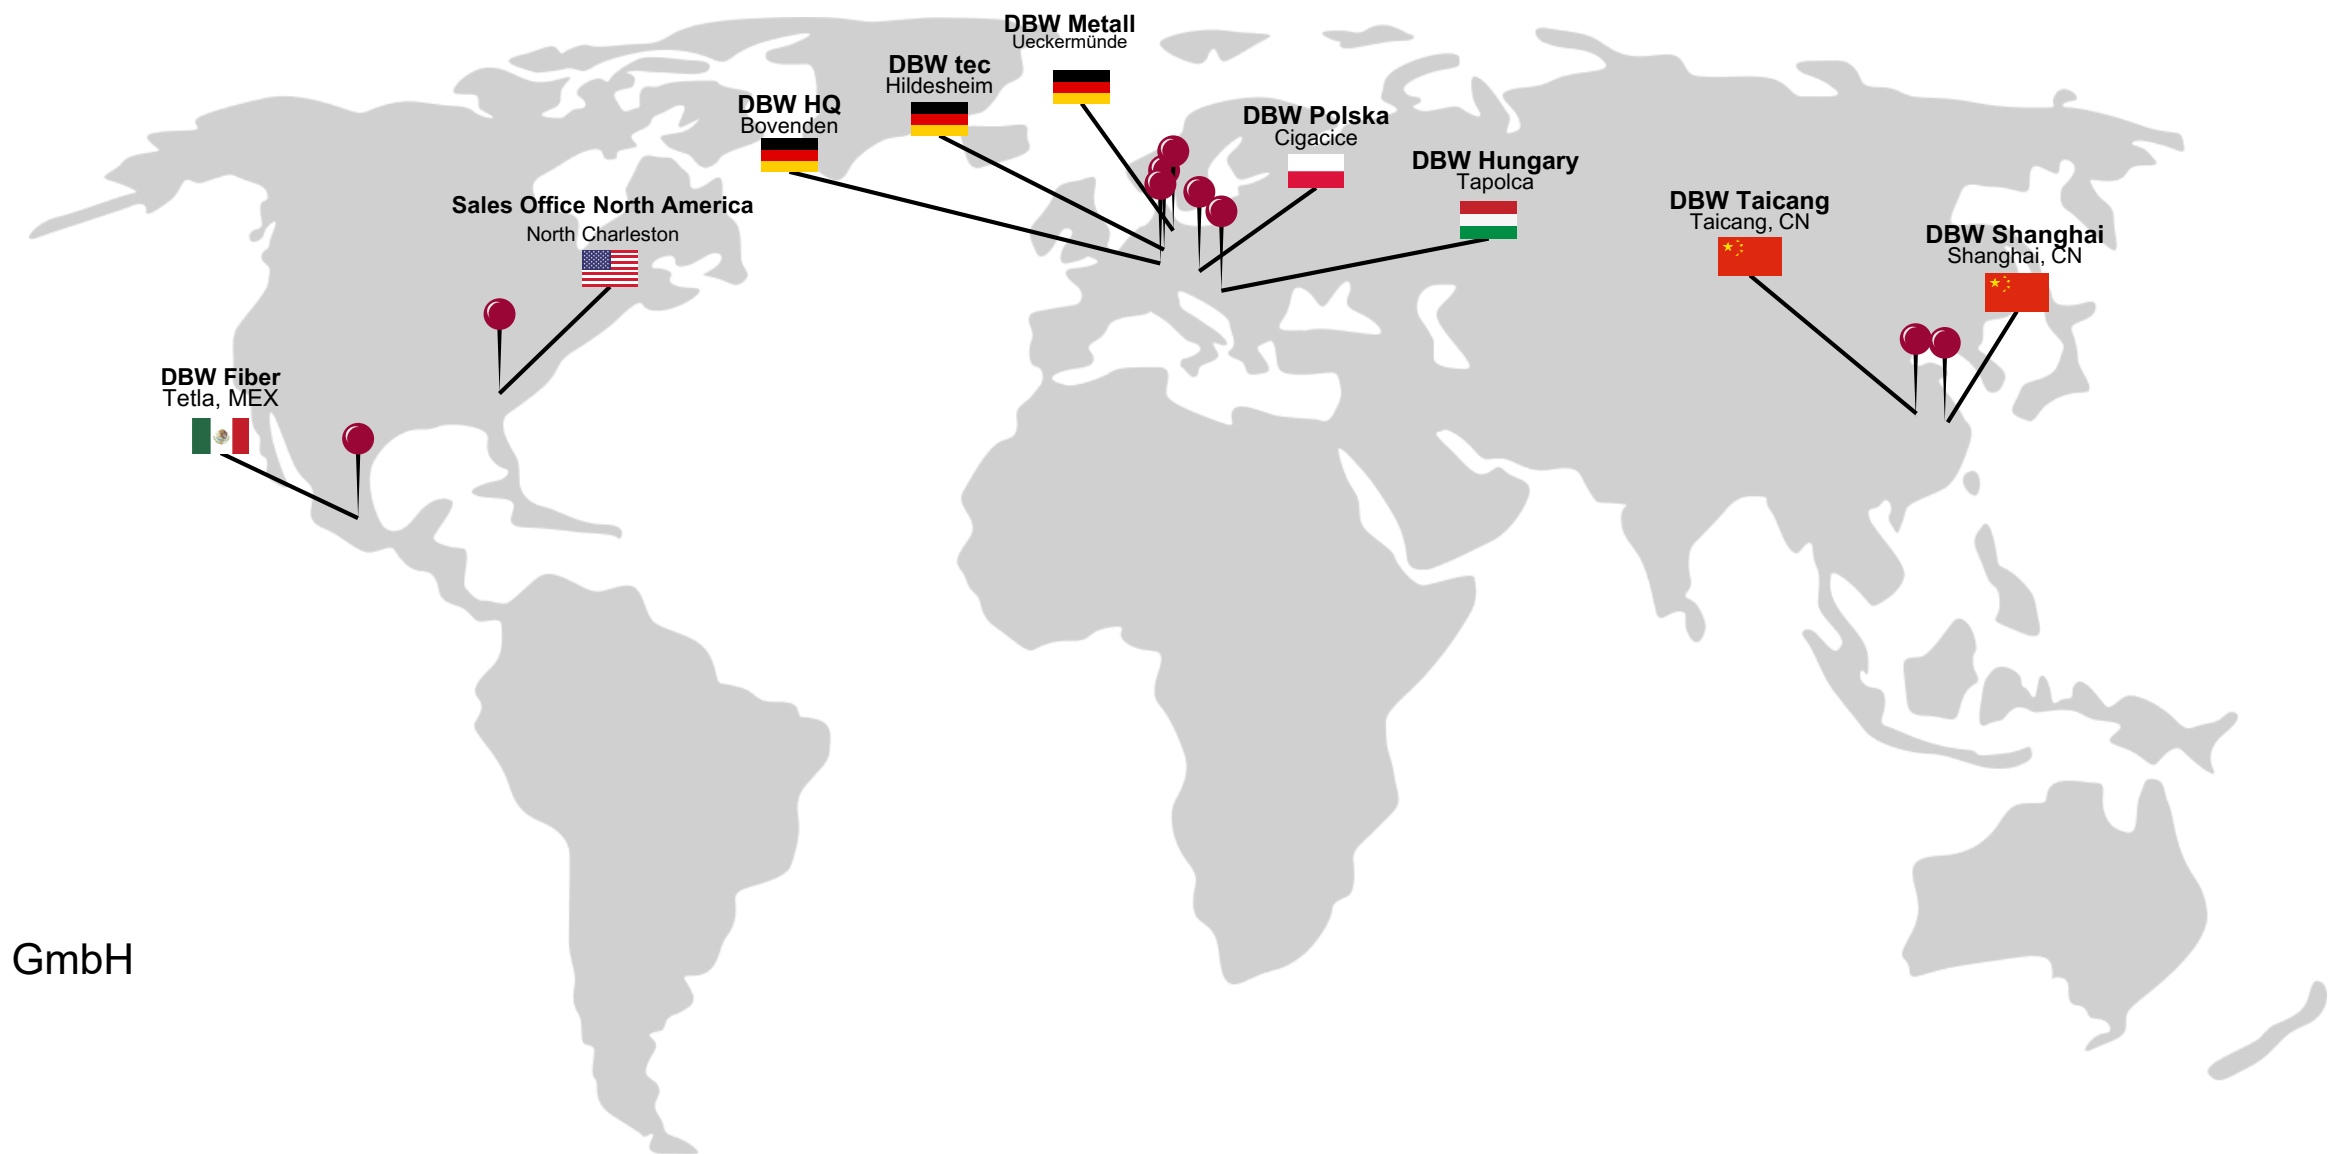 DBW Metall
Ueckermünde
DBW tec
Hildesheim
DBW HQ
Bovenden
DBW Polska
Cigacice
DBW Hungary
Tapolca
Sales Office North America
North Charleston
DBW Taicang
Taicang, CN
DBW Shanghai
Shanghai, CN
DBW Fiber
Tetla, MEX
GmbH